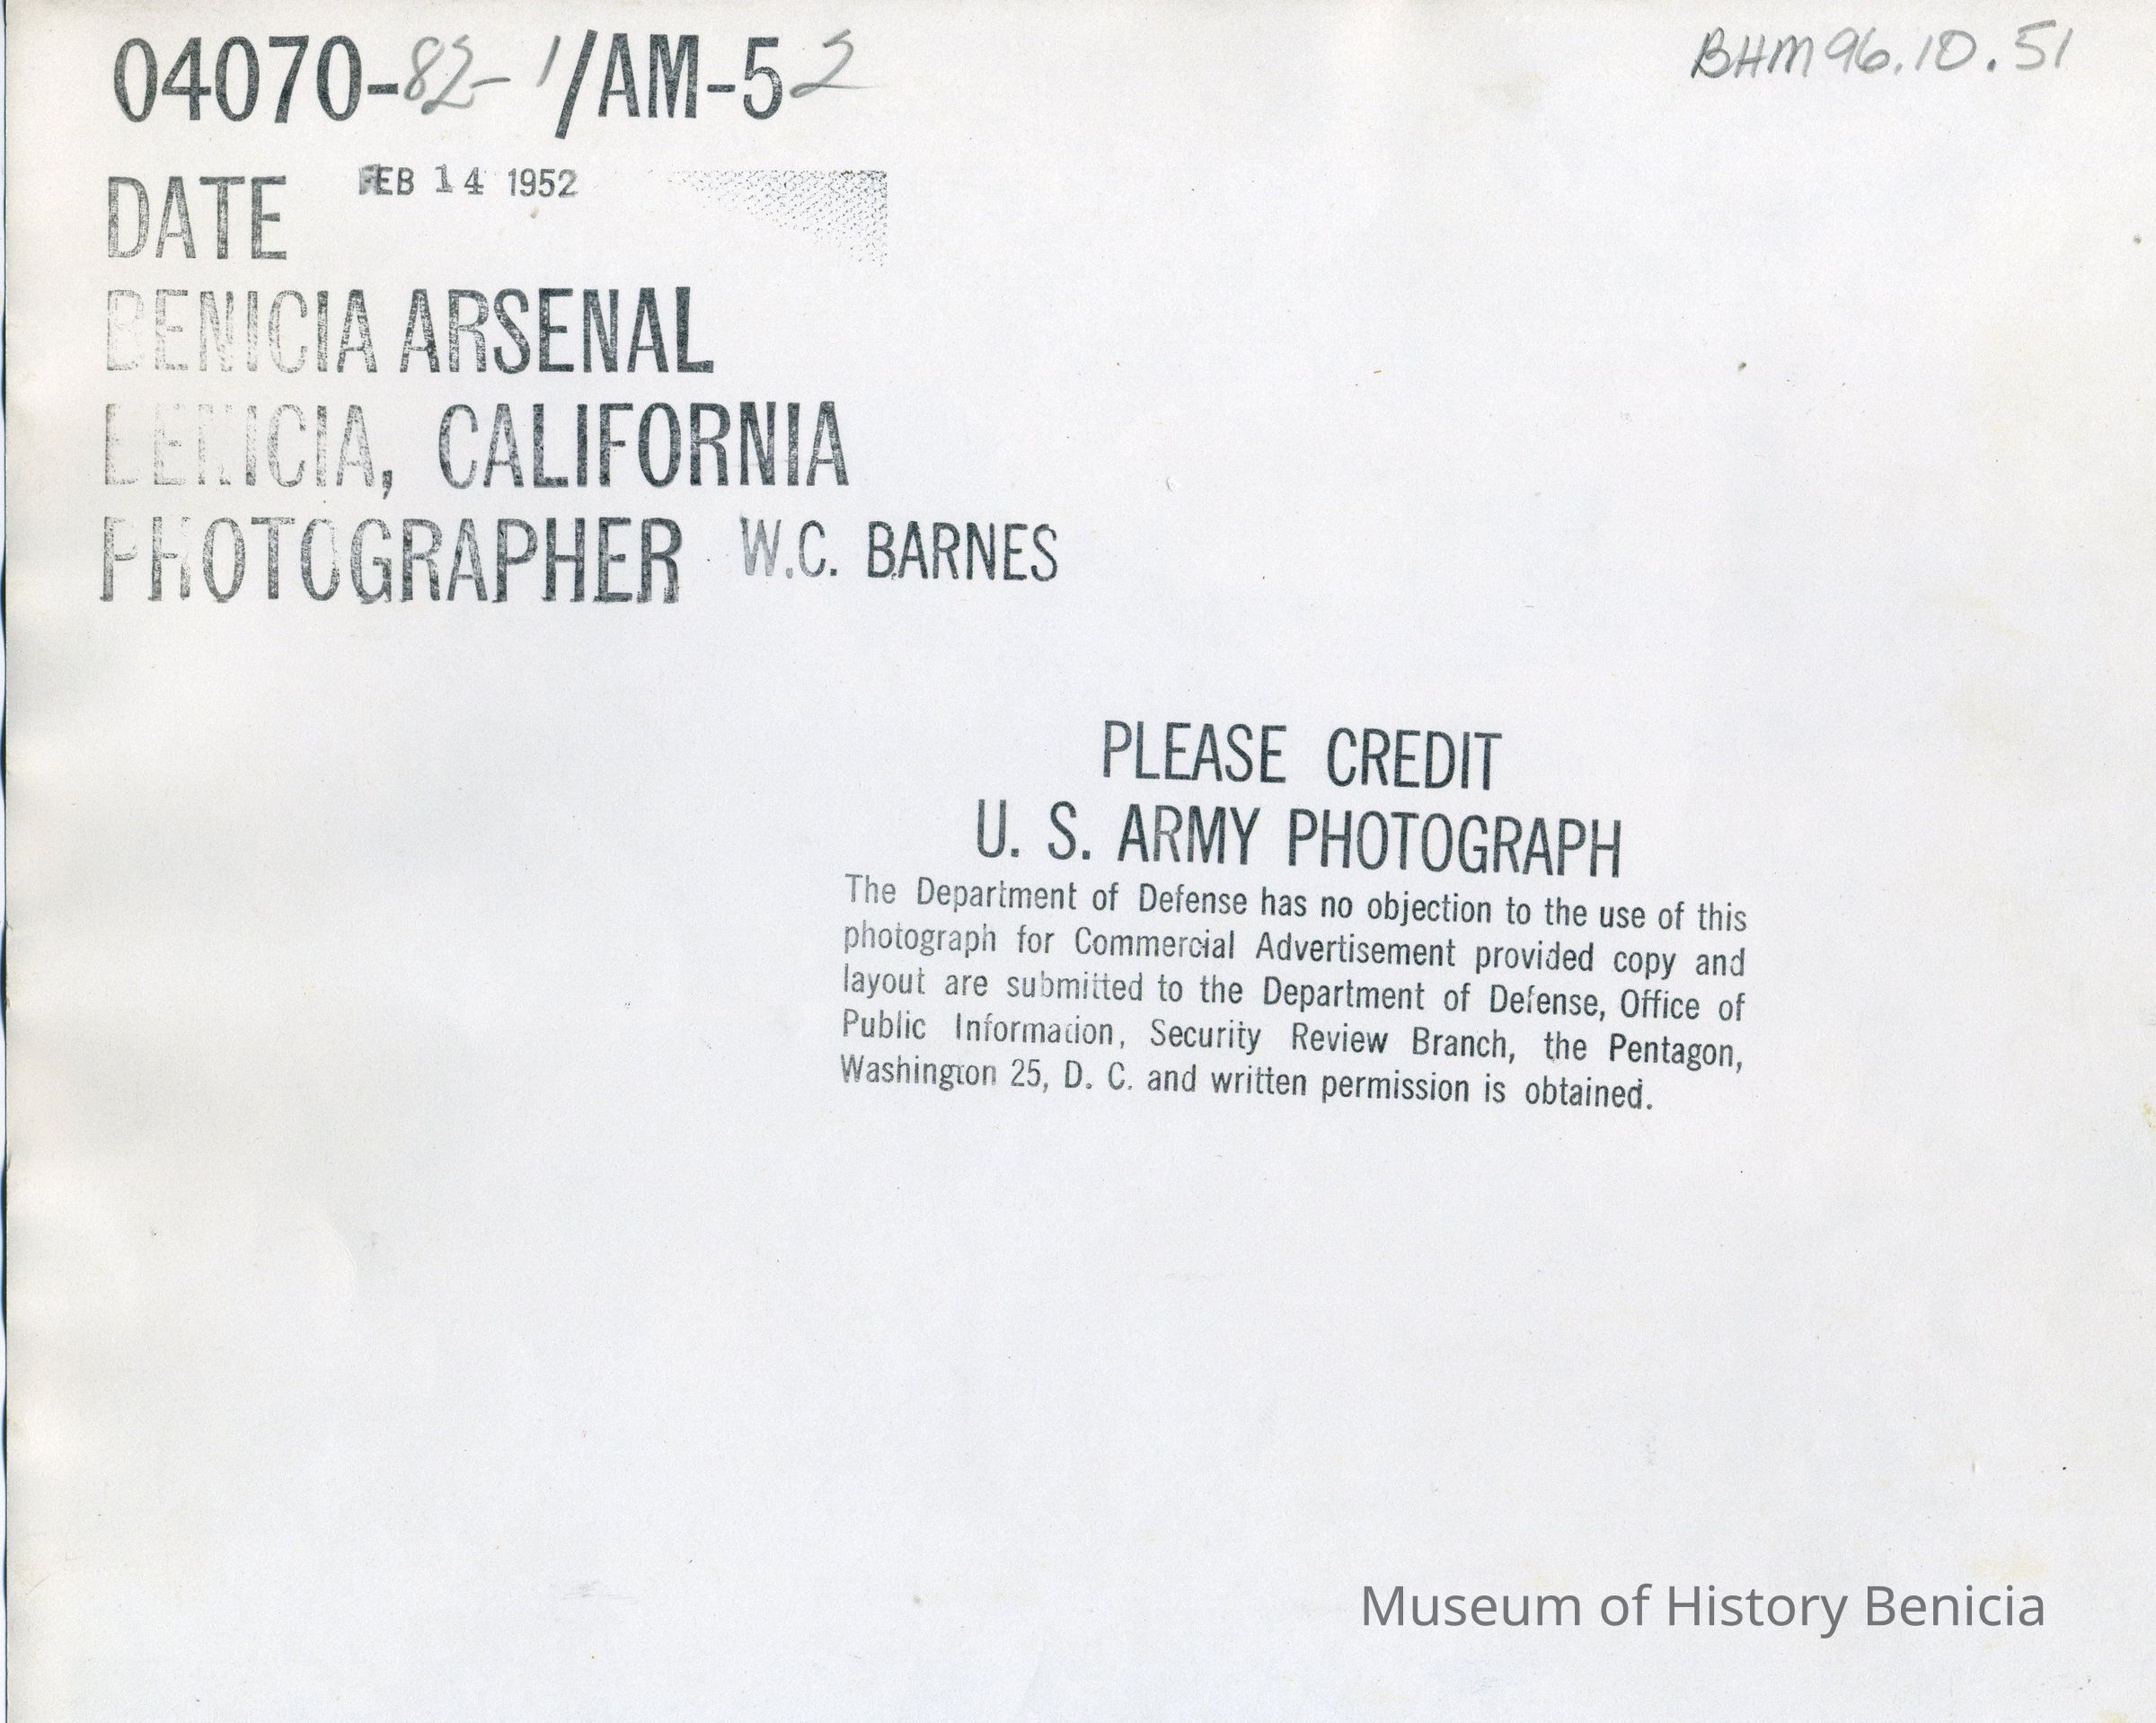 04070-82-1/AM-52
BHM 96.10.51
DATE FEB 14 1952
BENICIA ARSENAL
BENICIA, CALIFORNIA
PHOTOGRAPHER W.C. BARNES
PLEASE CREDIT
U. S. ARMY PHOTOGRAPH
The Department of Defense has no objection to the use of this
photograph for Commercial Advertisement provided copy and
layout are submitted to the Department of Defense, Office of
Public Information, Security Review Branch, the Pentagon,
Washington 25, D. C. and written permission is obtained.
Museum of History Benicia